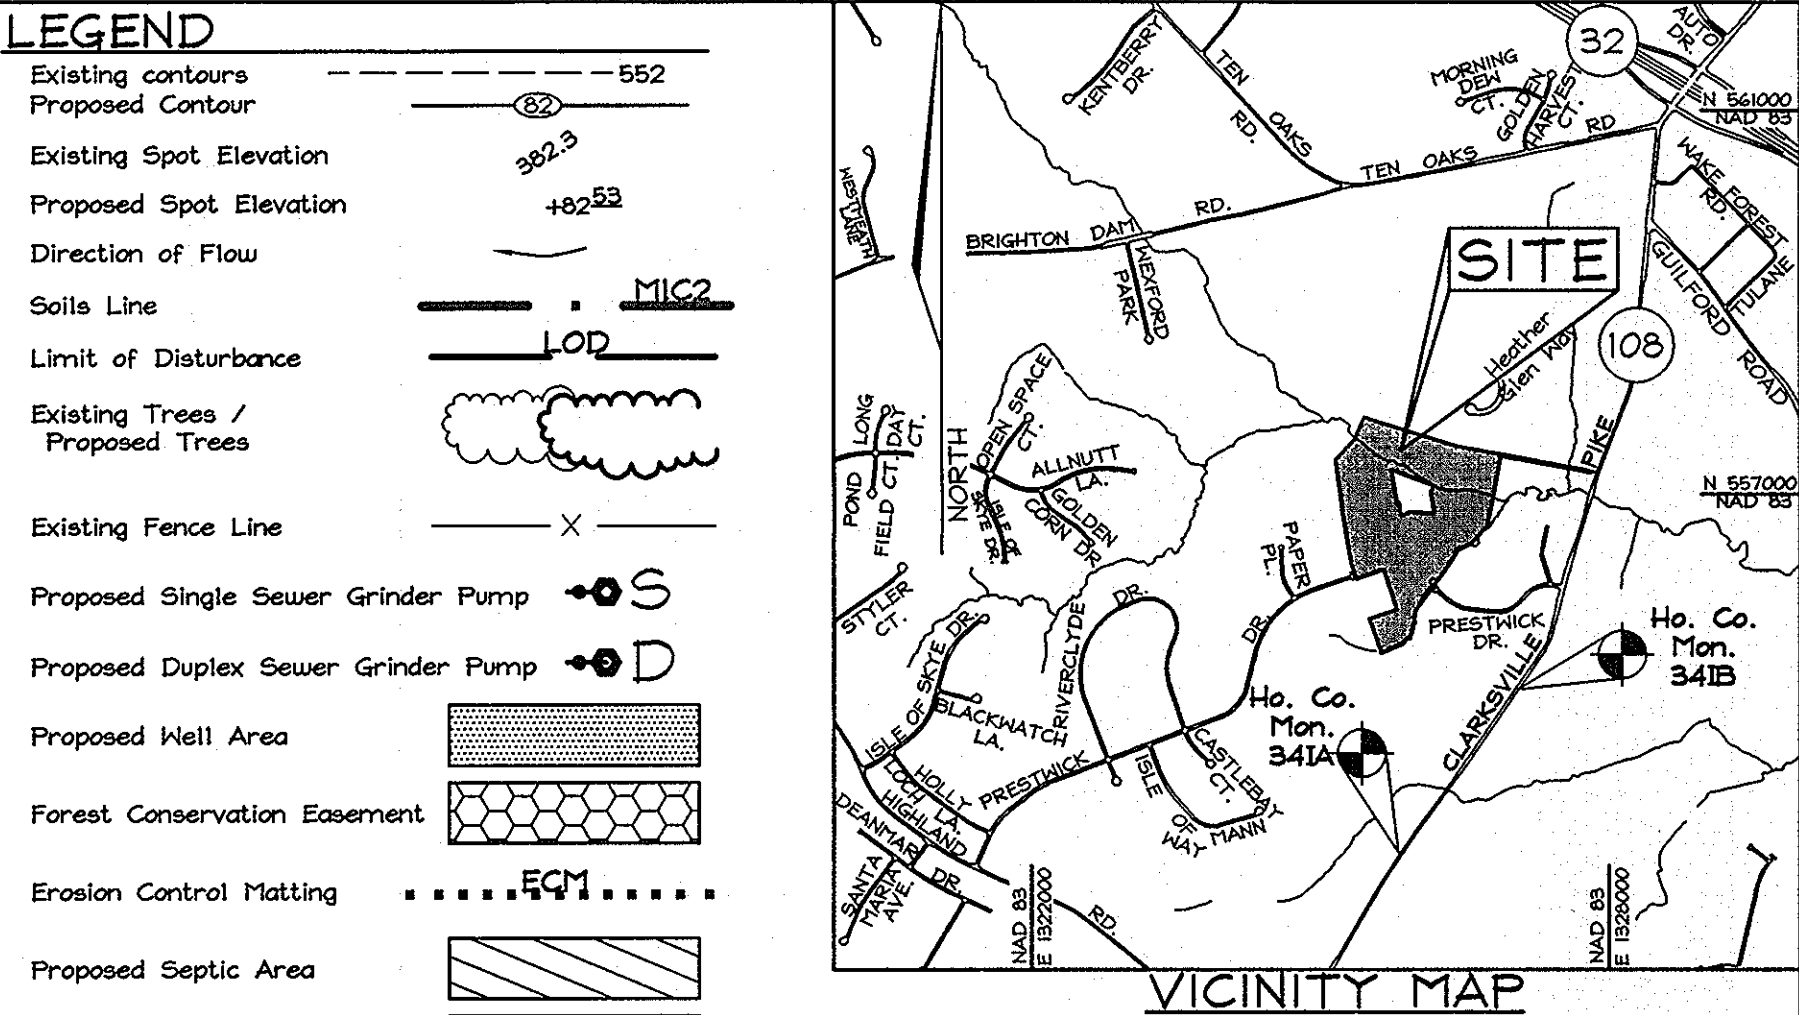 LEGEND
Existing contours 552
Proposed Contour 82
Existing Spot Elevation 382.3
Proposed Spot Elevation +82 53
Direction of Flow
Soils Line MIC2
Limit of Disturbance LOD
Existing Trees /
Proposed Trees
Existing Fence Line X
Proposed Single Sewer Grinder Pump S
Proposed Duplex Sewer Grinder Pump D
Proposed Well Area
Forest Conservation Easement
Erosion Control Matting ECM
Proposed Septic Area
KENTBERRY
DR.
TEN OAKS
RD.
MORNING
DEW
CT.
GOLDEN
HARVEST
CT.
32
AUTO
DR.
N 561000
NAD 83
TEN OAKS RD
WAKE FOREST
RD.
WESTMEATH
LANE
BRIGHTON DAM RD.
WEXFORD
PARK
SITE
GUILFORD ROAD
TULANE
108
Heather
Glen Way
LONG
DAY
CT.
POND
FIELD CT.
NORTH
OPEN SPACE
CT.
ALLNUTT
LA.
ISLE OF
SKYE DR.
GOLDEN
CORN DR.
N 557000
NAD 83
PAPER
PL.
STYLER
CT.
ISLE OF SKYE DR.
RIVERCLYDE DR.
BLACKWATCH
LA.
PRESTWICK DR.
PRESTWICK
DR.
CLARKSVILLE PIKE
Ho. Co.
Mon.
34IB
Ho. Co.
Mon.
34IA
CASTLEBAY
CT.
ISLE
OF MANN
WAY
HOLLY
LOCH LA.
HIGHLAND RD.
DEANMAR DR.
SANTA
MARIA
AVE.
NAD 83
E 1322000
NAD 83
E 1328000
VICINITY MAP